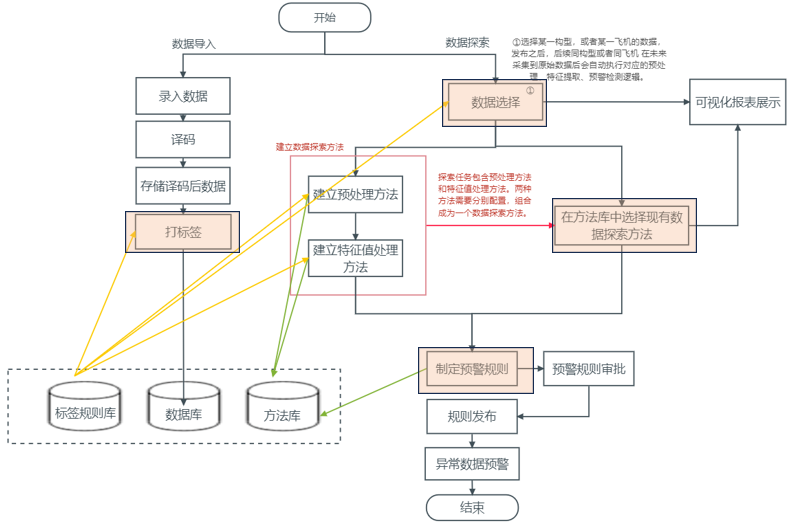 开始
数据导入
数据探索
①选择某一构型，或者某一飞机的数据，
发布之后，后续同构型或者同飞机 在未来
采集到原始数据后会自动执行对应的预处
理、特征提取、预警检测逻辑。
录入数据
数据选择
①
可视化报表展示
译码
建立数据探索方法
存储译码后数据
建立预处理方法
探索任务包含预处理方法
和特征值处理方法。两种
方法需要分别配置，组合
成为一个数据探索方法。
打标签
在方法库中选择现有数
据探索方法
建立特征值处理
方法
制定预警规则
预警规则审批
标签规则库
数据库
方法库
规则发布
异常数据预警
结束